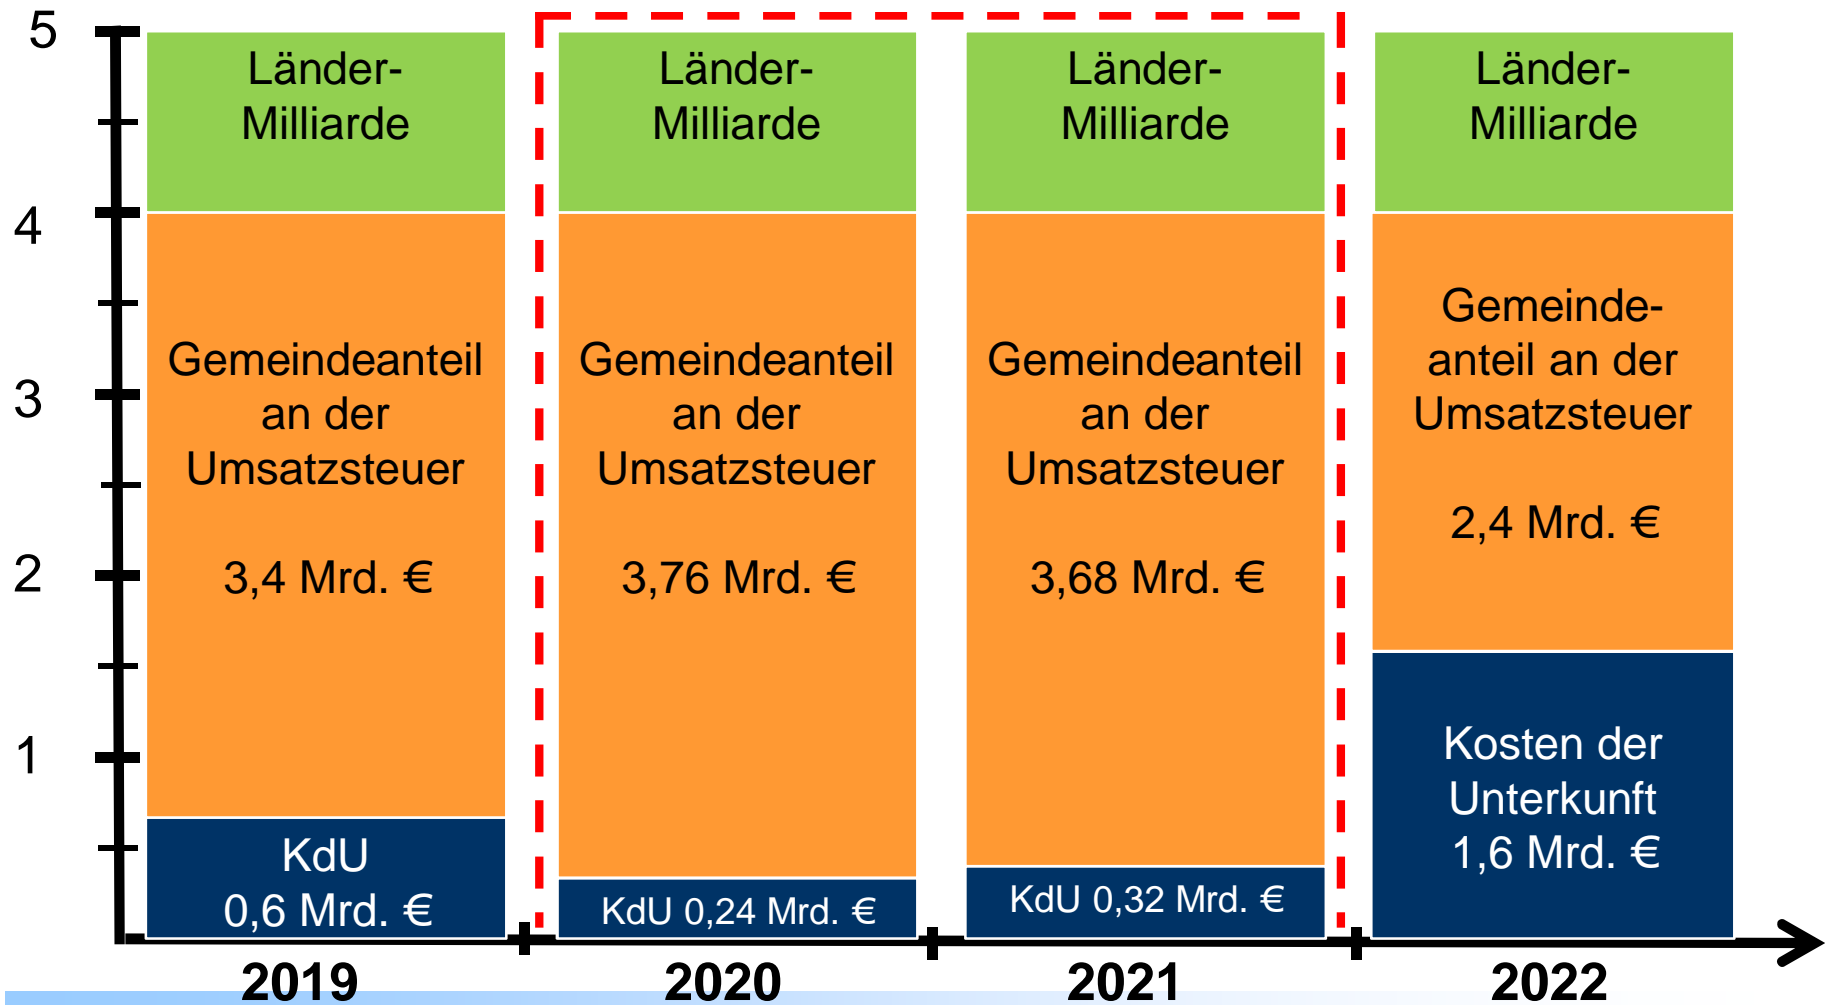 5
4
3
2
1
Länder-
Milliarde
Gemeindeanteil
an der
Umsatzsteuer
3,4 Mrd. €
KdU
0,6 Mrd. €
2019
Länder-
Milliarde
Gemeindeanteil
an der
Umsatzsteuer
3,76 Mrd. €
KdU 0,24 Mrd. €
2020
Länder-
Milliarde
Gemeindeanteil
an der
Umsatzsteuer
3,68 Mrd. €
KdU 0,32 Mrd. €
2021
Länder-
Milliarde
Gemeinde-
anteil an der
Umsatzsteuer
2,4 Mrd. €
Kosten der
Unterkunft
1,6 Mrd. €
2022